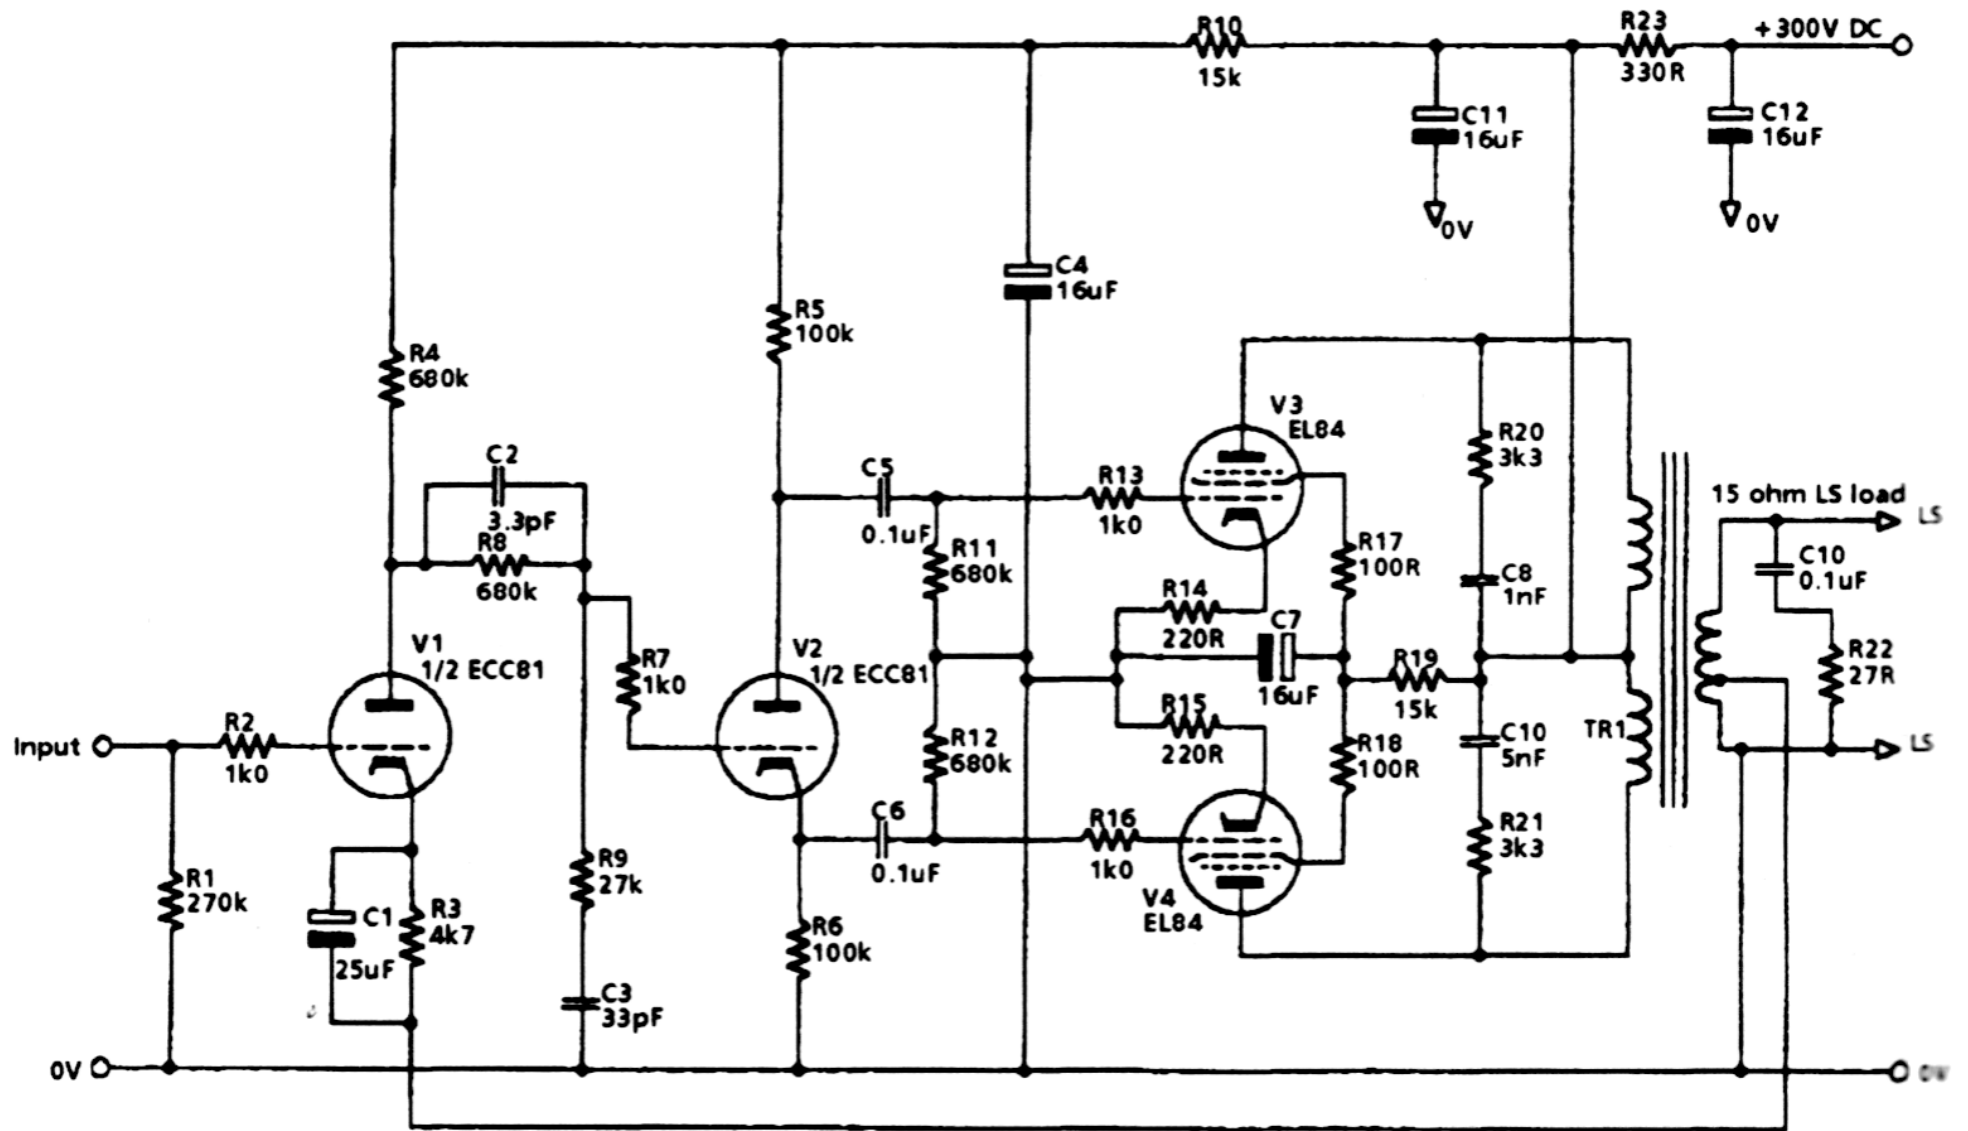 R10
15k
R23
330R
+300V DC
C11
16uF
0V
C12
16uF
0V
C4
16uF
R5
100k
R4
680k
C2
3.3pF
R8
680k
C5
0.1uF
R13
1k0
V3
EL84
R20
3k3
15 ohm LS load
LS
C10
0.1uF
R11
680k
R17
100R
C8
1nF
R14
220R
C7
16uF
V1
1/2 ECC81
R7
1k0
V2
1/2 ECC81
R19
15k
R22
27R
Input
R2
1k0
R12
680k
R15
220R
R18
100R
C10
5nF
TR1
LS
C6
0.1uF
R16
1k0
R21
3k3
R1
270k
C1
25uF
R3
4k7
R9
27k
V4
EL84
R6
100k
C3
33pF
0V